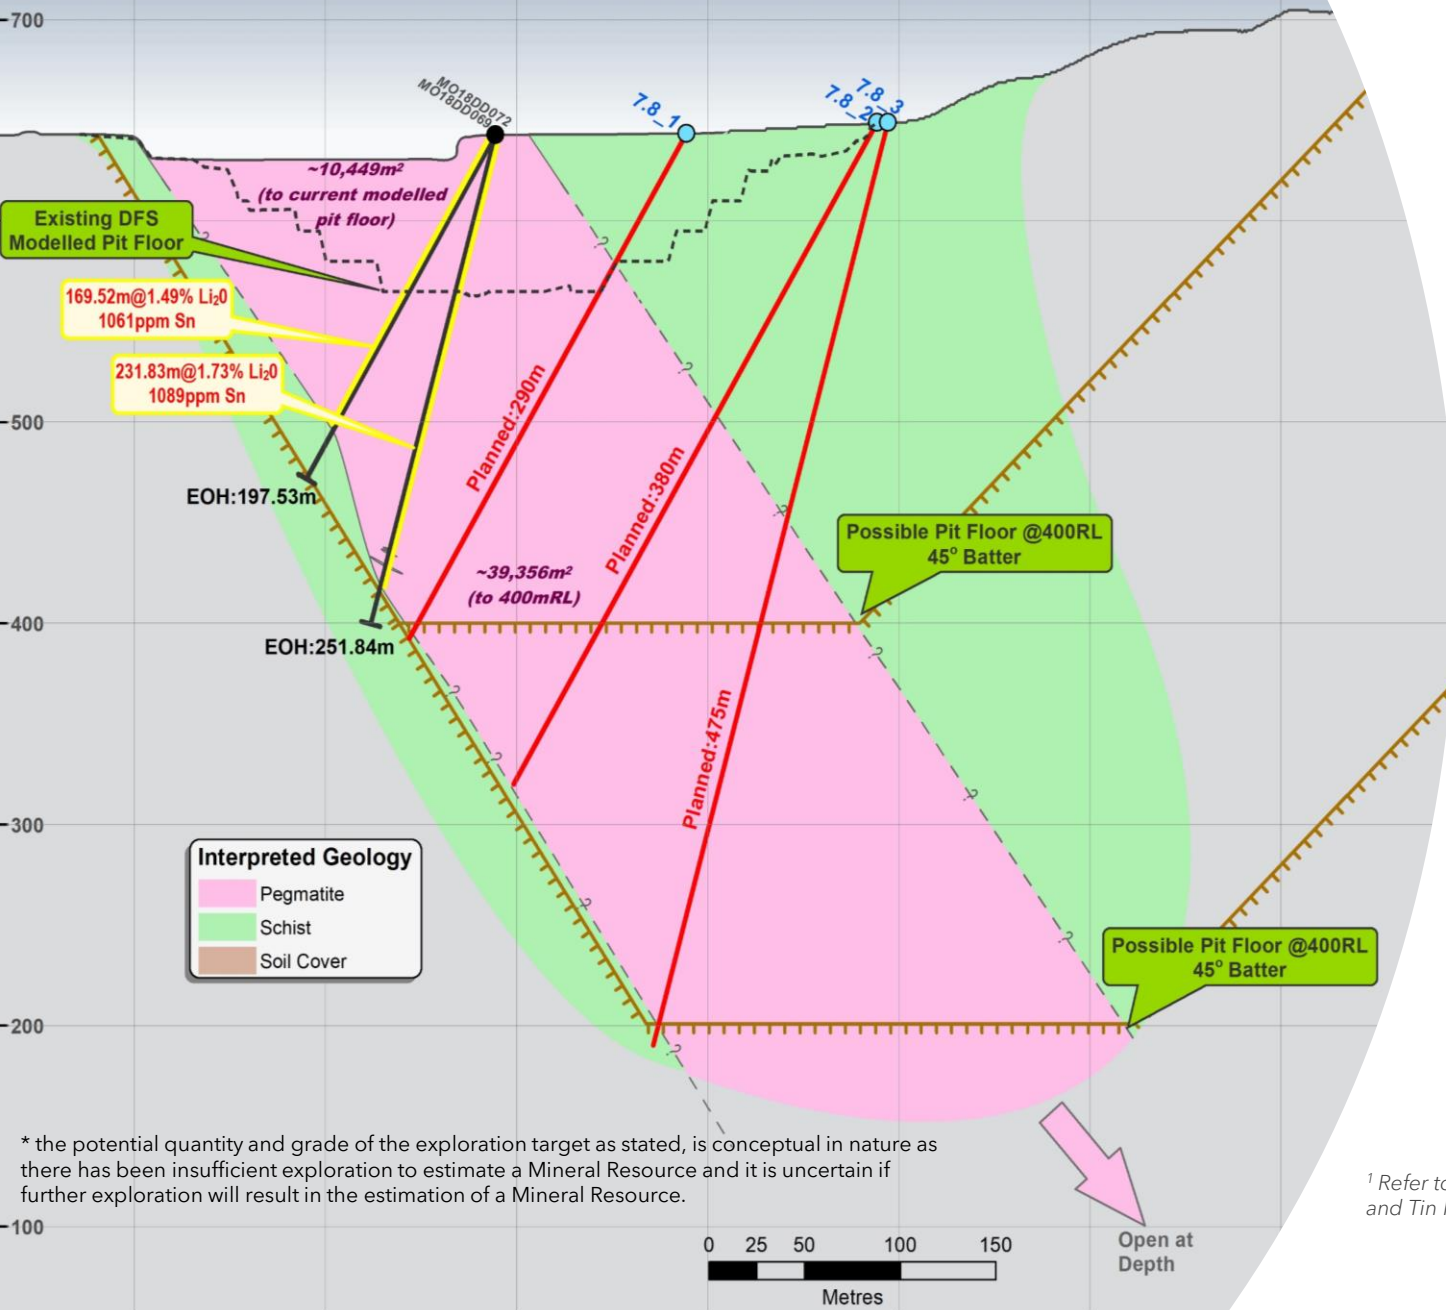 700
MO18DD072
MO18DD069
7.8_1
7.8_2
7.8_3
~10,449m²
(to current modelled
pit floor)
Existing DFS
Modelled Pit Floor
169.52m@1.49% Li₂0
1061ppm Sn
231.83m@1.73% Li₂0
1089ppm Sn
500
Planned:290m
Planned:380m
EOH:197.53m
Possible Pit Floor @400RL
45° Batter
~39,356m²
(to 400mRL)
400
EOH:251.84m
Planned:475m
300
Interpreted Geology
Pegmatite
Schist
Soil Cover
Possible Pit Floor @400RL
45° Batter
200
?
?
?
?
?
?
?
?
?
?
?
* the potential quantity and grade of the exploration target as stated, is conceptual in nature as
there has been insufficient exploration to estimate a Mineral Resource and it is uncertain if
further exploration will result in the estimation of a Mineral Resource.
¹ Refer to
and Tin
100
Open at
Depth
0 25 50 100 150
Metres